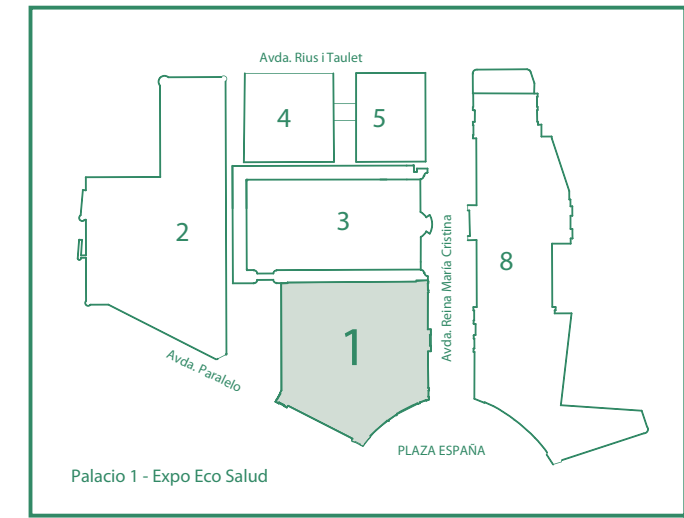 Avda. Rius i Taulet
4
5
2
3
8
Avda. Reina María Cristina
1
Avda. Paralelo
PLAZA ESPAÑA
Palacio 1 - Expo Eco Salud